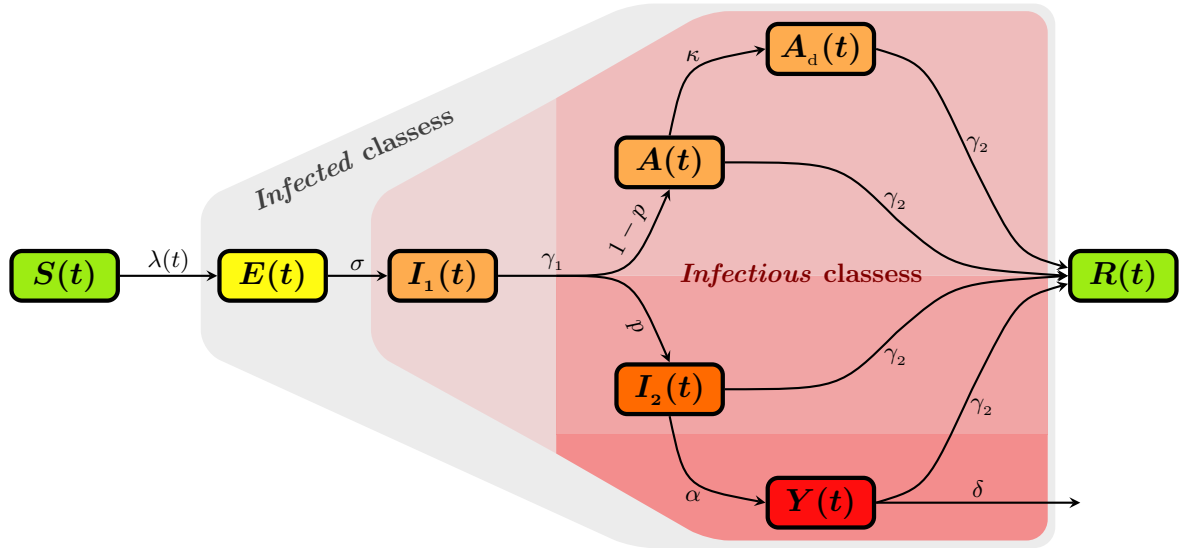 A_d(t)
κ
Infected classess
A(t)
γ₂
γ₂
1 − p
λ(t)
σ
γ₁
S(t)
E(t)
I₁(t)
Infectious classess
R(t)
p
γ₂
I₂(t)
γ₂
α
Y(t)
δ